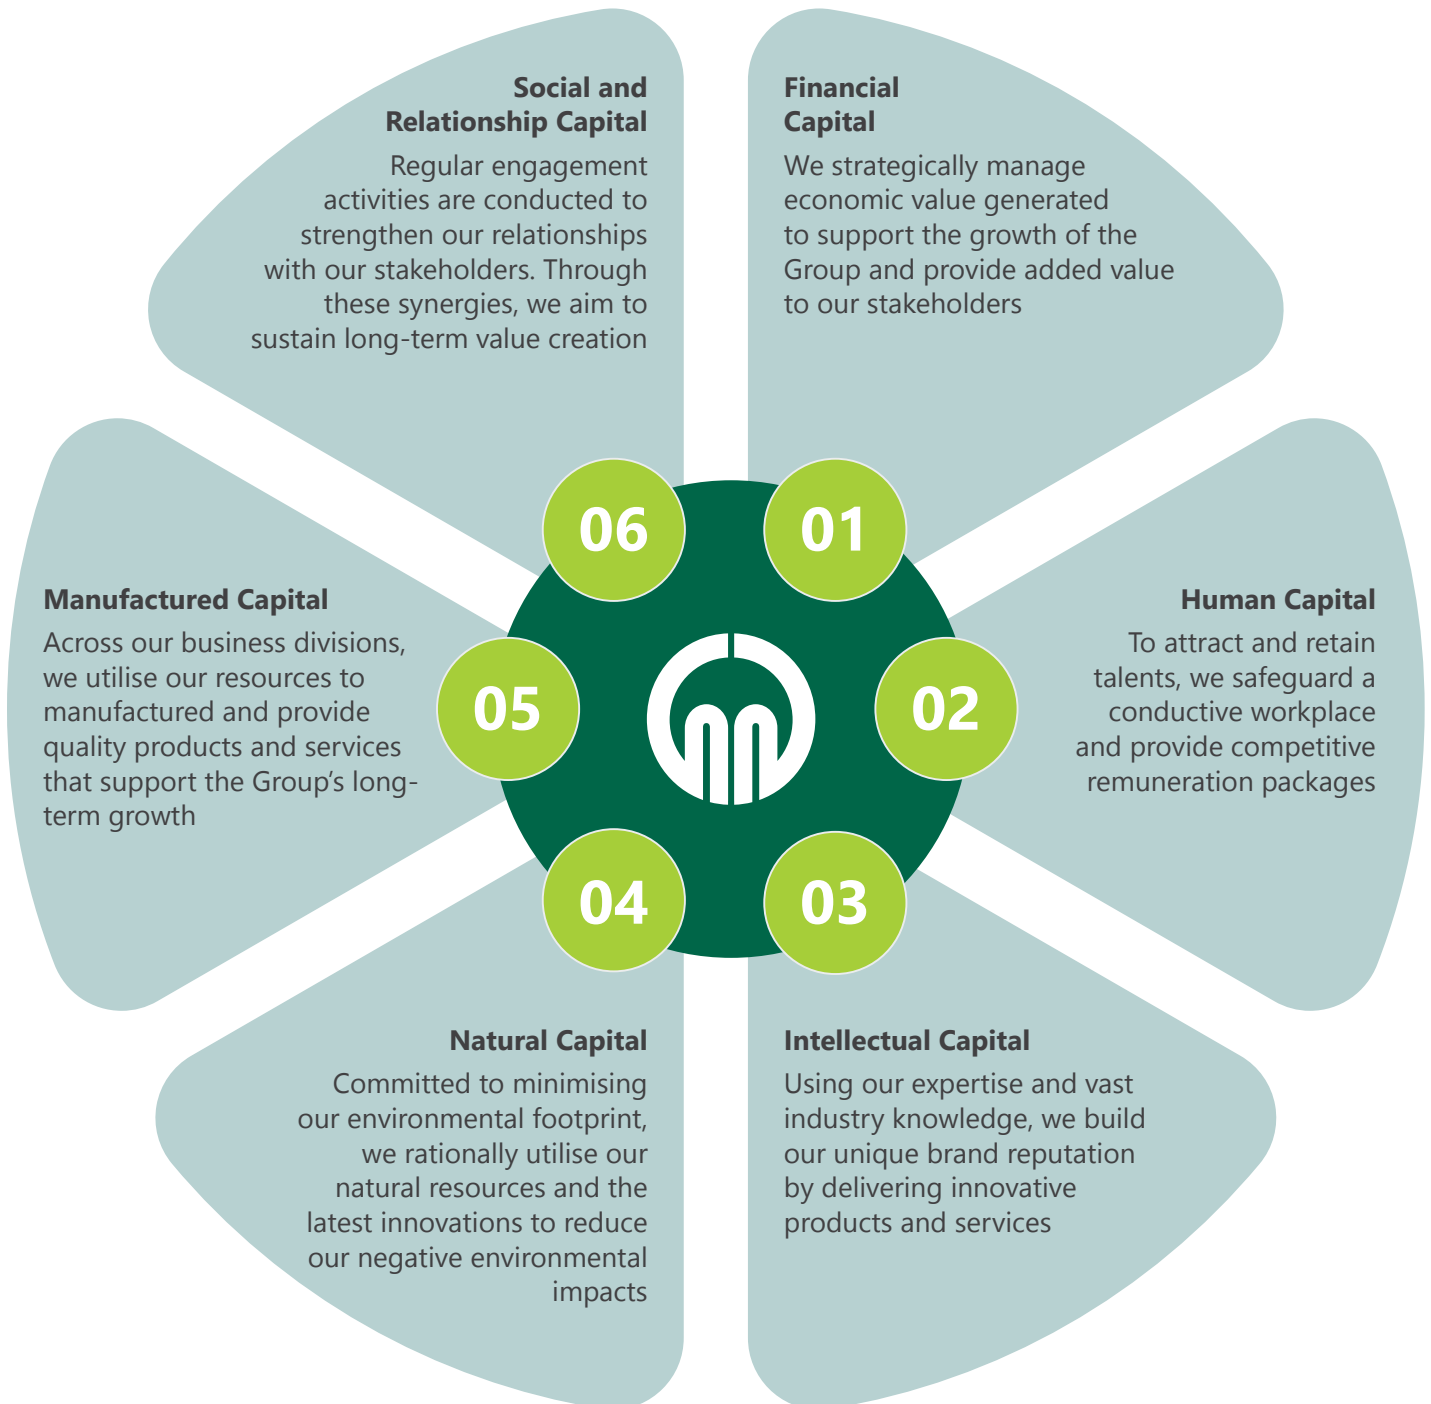 01
Financial
Capital
We strategically manage
economic value generated
to support the growth of the
Group and provide added value
to our stakeholders
02
Human Capital
To attract and retain
talents, we safeguard a
conductive workplace
and provide competitive
remuneration packages
03
Intellectual Capital
Using our expertise and vast
industry knowledge, we build
our unique brand reputation
by delivering innovative
products and services
04
Natural Capital
Committed to minimising
our environmental footprint,
we rationally utilise our
natural resources and the
latest innovations to reduce
our negative environmental
impacts
05
Manufactured Capital
Across our business divisions,
we utilise our resources to
manufactured and provide
quality products and services
that support the Group’s long-
term growth
06
Social and
Relationship Capital
Regular engagement
activities are conducted to
strengthen our relationships
with our stakeholders. Through
these synergies, we aim to
sustain long-term value creation